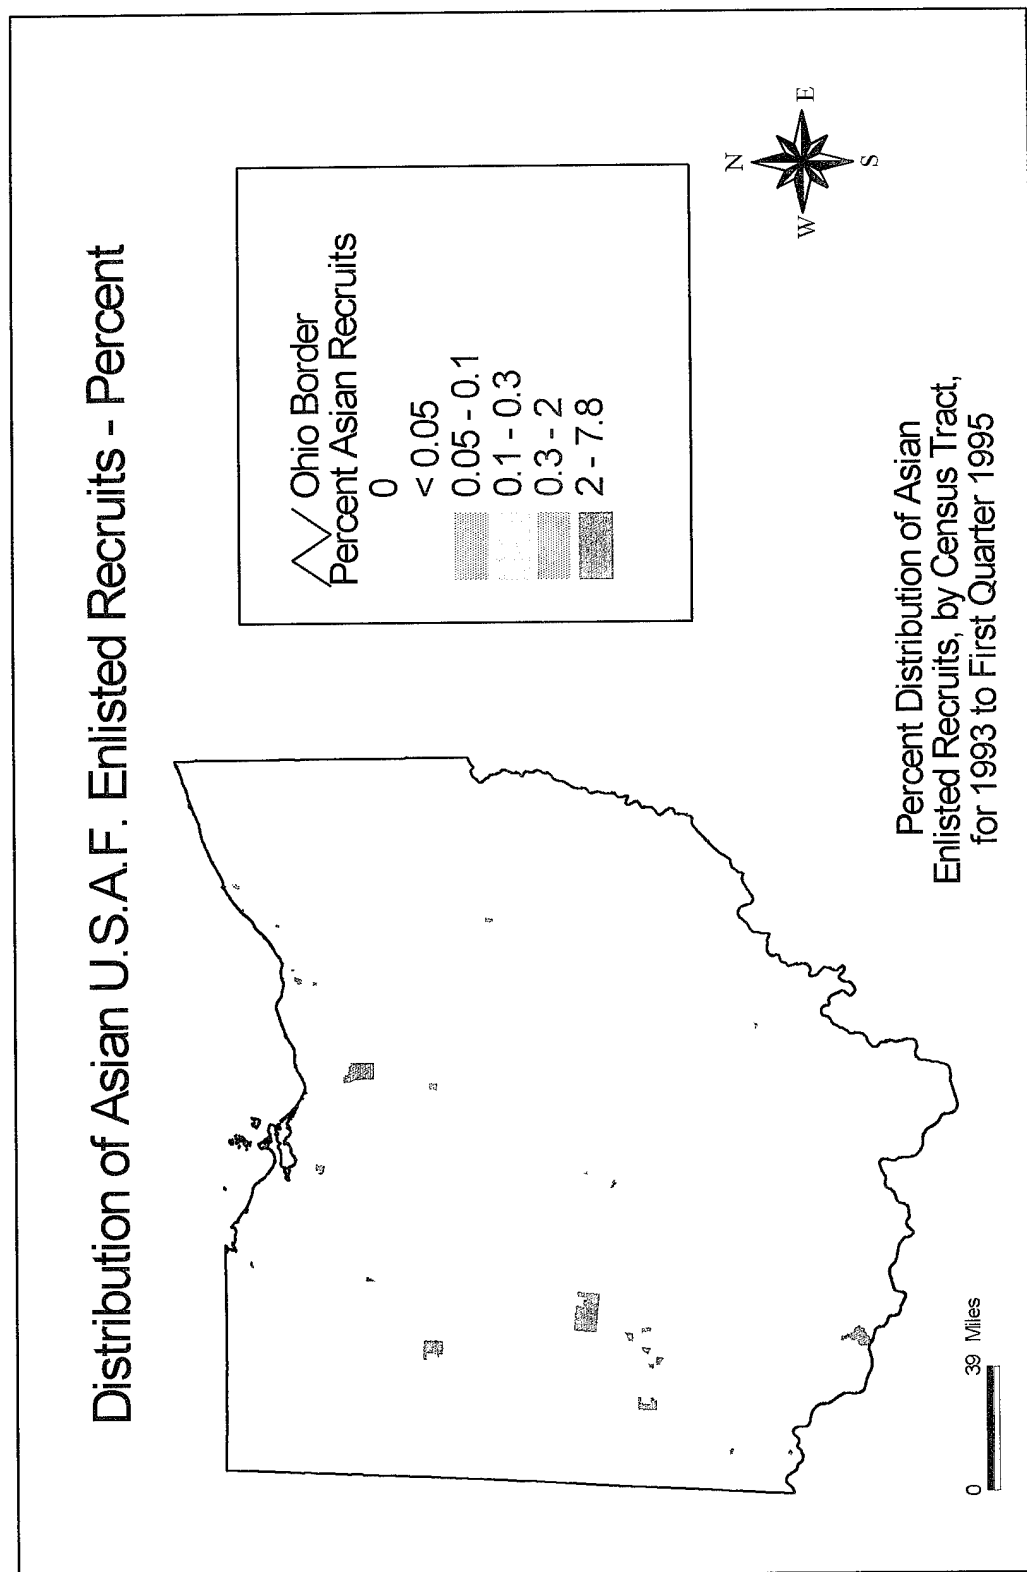 Distribution of Asian U.S.A.F. Enlisted Recruits - Percent
Ohio Border
Percent Asian Recruits
0
< 0.05
0.05 - 0.1
0.1 - 0.3
0.3 - 2
2 - 7.8
N
W
E
S
Percent Distribution of Asian
Enlisted Recruits, by Census Tract,
for 1993 to First Quarter 1995
0
39 Miles